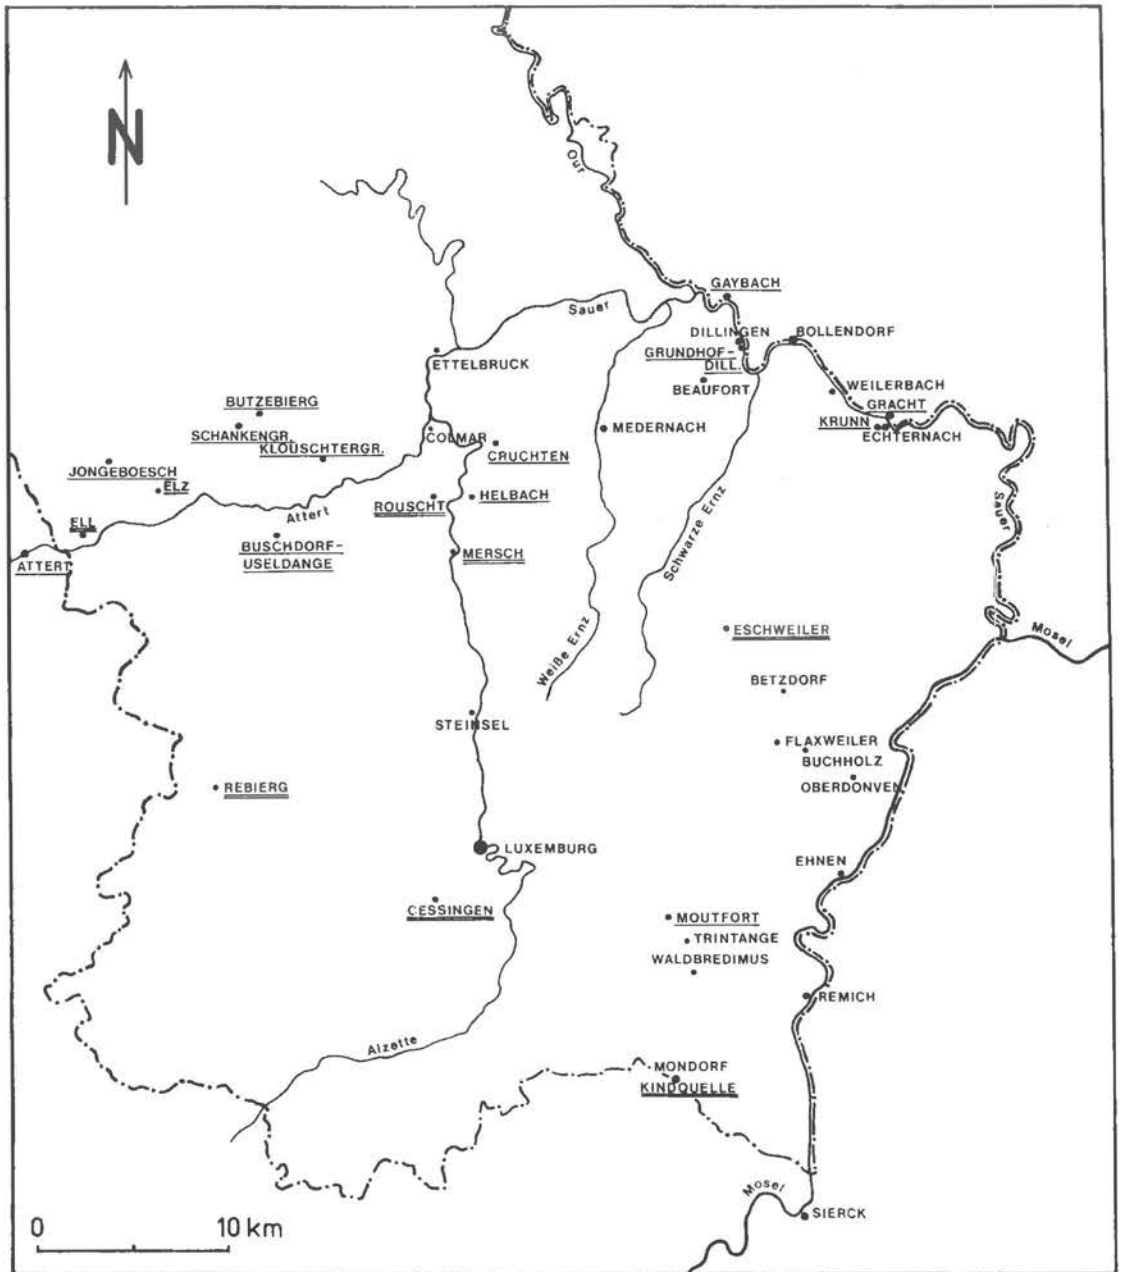 N
Our
GAYBACH
Sauer
DILLINGEN
BOLLENDORF
GRUNDHOF-
DILL.
ETTELBRUCK
BEAUFORT
WEILERBACH
BUTZEBIERG
GRACHT
SCHANKENGR.
COLMAR
MEDERNACH
KRUNN
ECHTERNACH
KLOUSCHTERGR.
CRUCHTEN
JONGEBOESCH
ELZ
ROUSCHT
HELBACH
Sauer
Attert
Schwarze Ernz
ELL
BUSCHDORF-
USELDANGE
MERSCH
ATTERT
ESCHWEILER
Mosel
Weiße Ernz
BETZDORF
STEINSEL
FLAXWEILER
BUCHHOLZ
REBIERG
OBERDONVEN
LUXEMBURG
EHNEN
CESSINGEN
MOUTFORT
TRINTANGE
WALDBREDIMUS
REMICH
Alzette
MONDORF
KINDQUELLE
Mosel
SIERCK
0 10 km